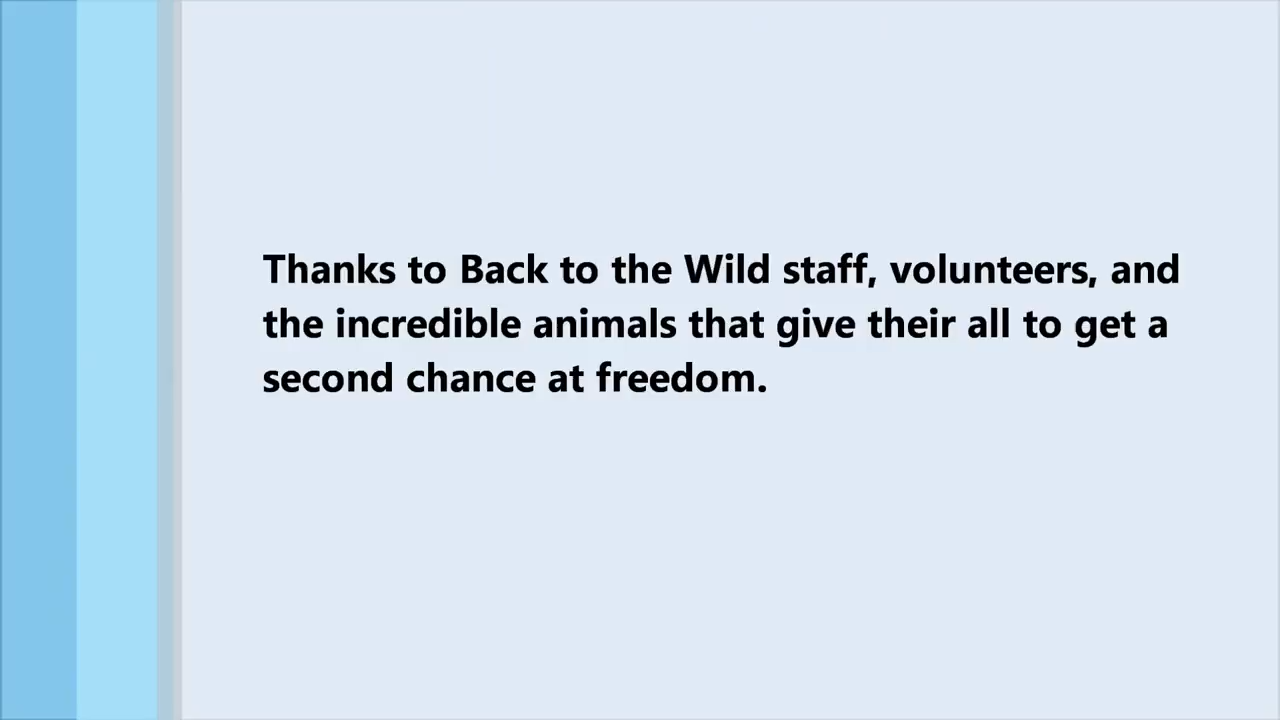 Thanks to Back to the Wild staff, volunteers, and
the incredible animals that give their all to get a
second chance at freedom.